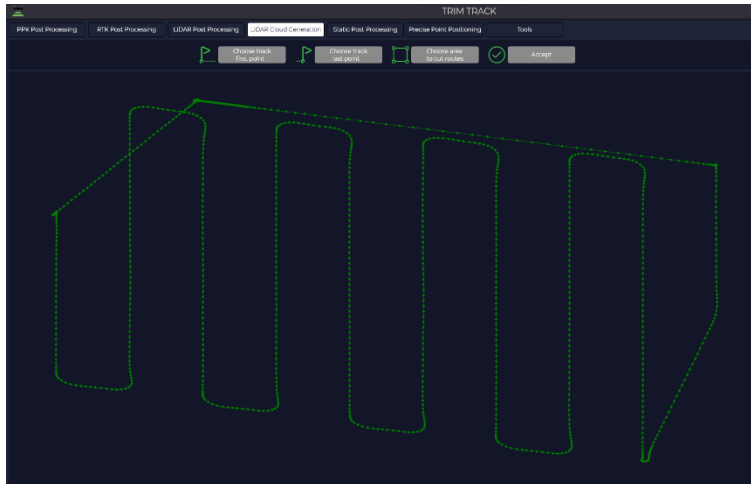 TRIM TRACK
PPK Post Processing
RTK Post Processing
LiDAR Post Processing
LiDAR Cloud Generation
Static Post Processing
Precise Point Positioning
Tools
Choose track
first point
Choose track
last point
Choose area
to cut routes
Accept